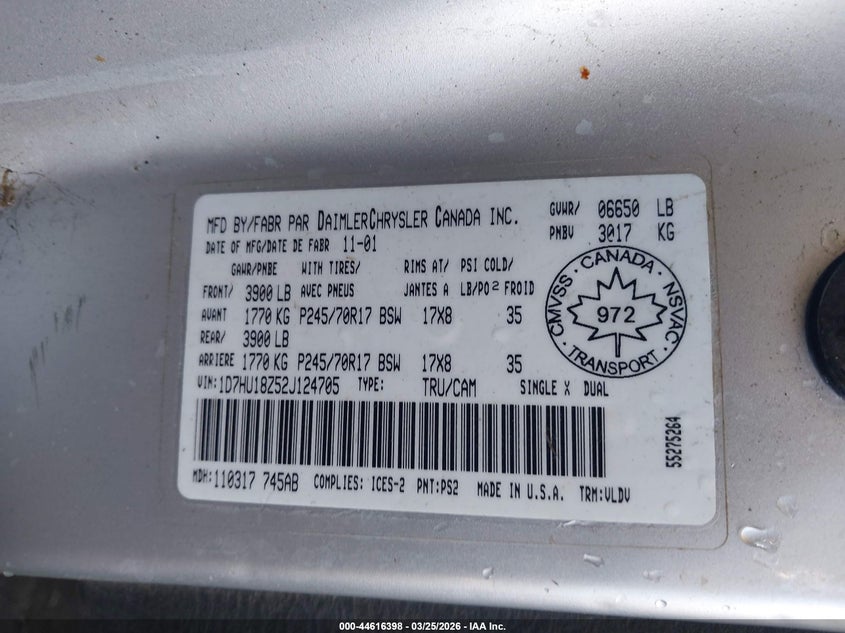 MFD BY/FABR PAR DAIMLERCHRYSLER CANADA INC.
GVWR/ 06650 LB
DATE OF MFG/DATE DE FABR 11-01
PNBV 3017 KG
GAWR/PNBE WITH TIRES/ RIMS AT/ PSI COLD/
FRONT/ 3900 LB AVEC PNEUS JANTES A LB/PO² FROID
AVANT 1770 KG P245/70R17 BSW 17X8 35
REAR/ 3900 LB
ARRIERE 1770 KG P245/70R17 BSW 17X8 35
CANADA · NSVAC · TRANSPORT · CMVSS ·
972
VIN: 1D7HU18Z52J124705 TYPE: TRU/CAM SINGLE X DUAL
55275264
MDH: 110317 745AB COMPLIES: ICES-2 PNT:PS2 MADE IN U.S.A. TRM:VLDV
000-44616398 - 03/25/2026 - IAA Inc.